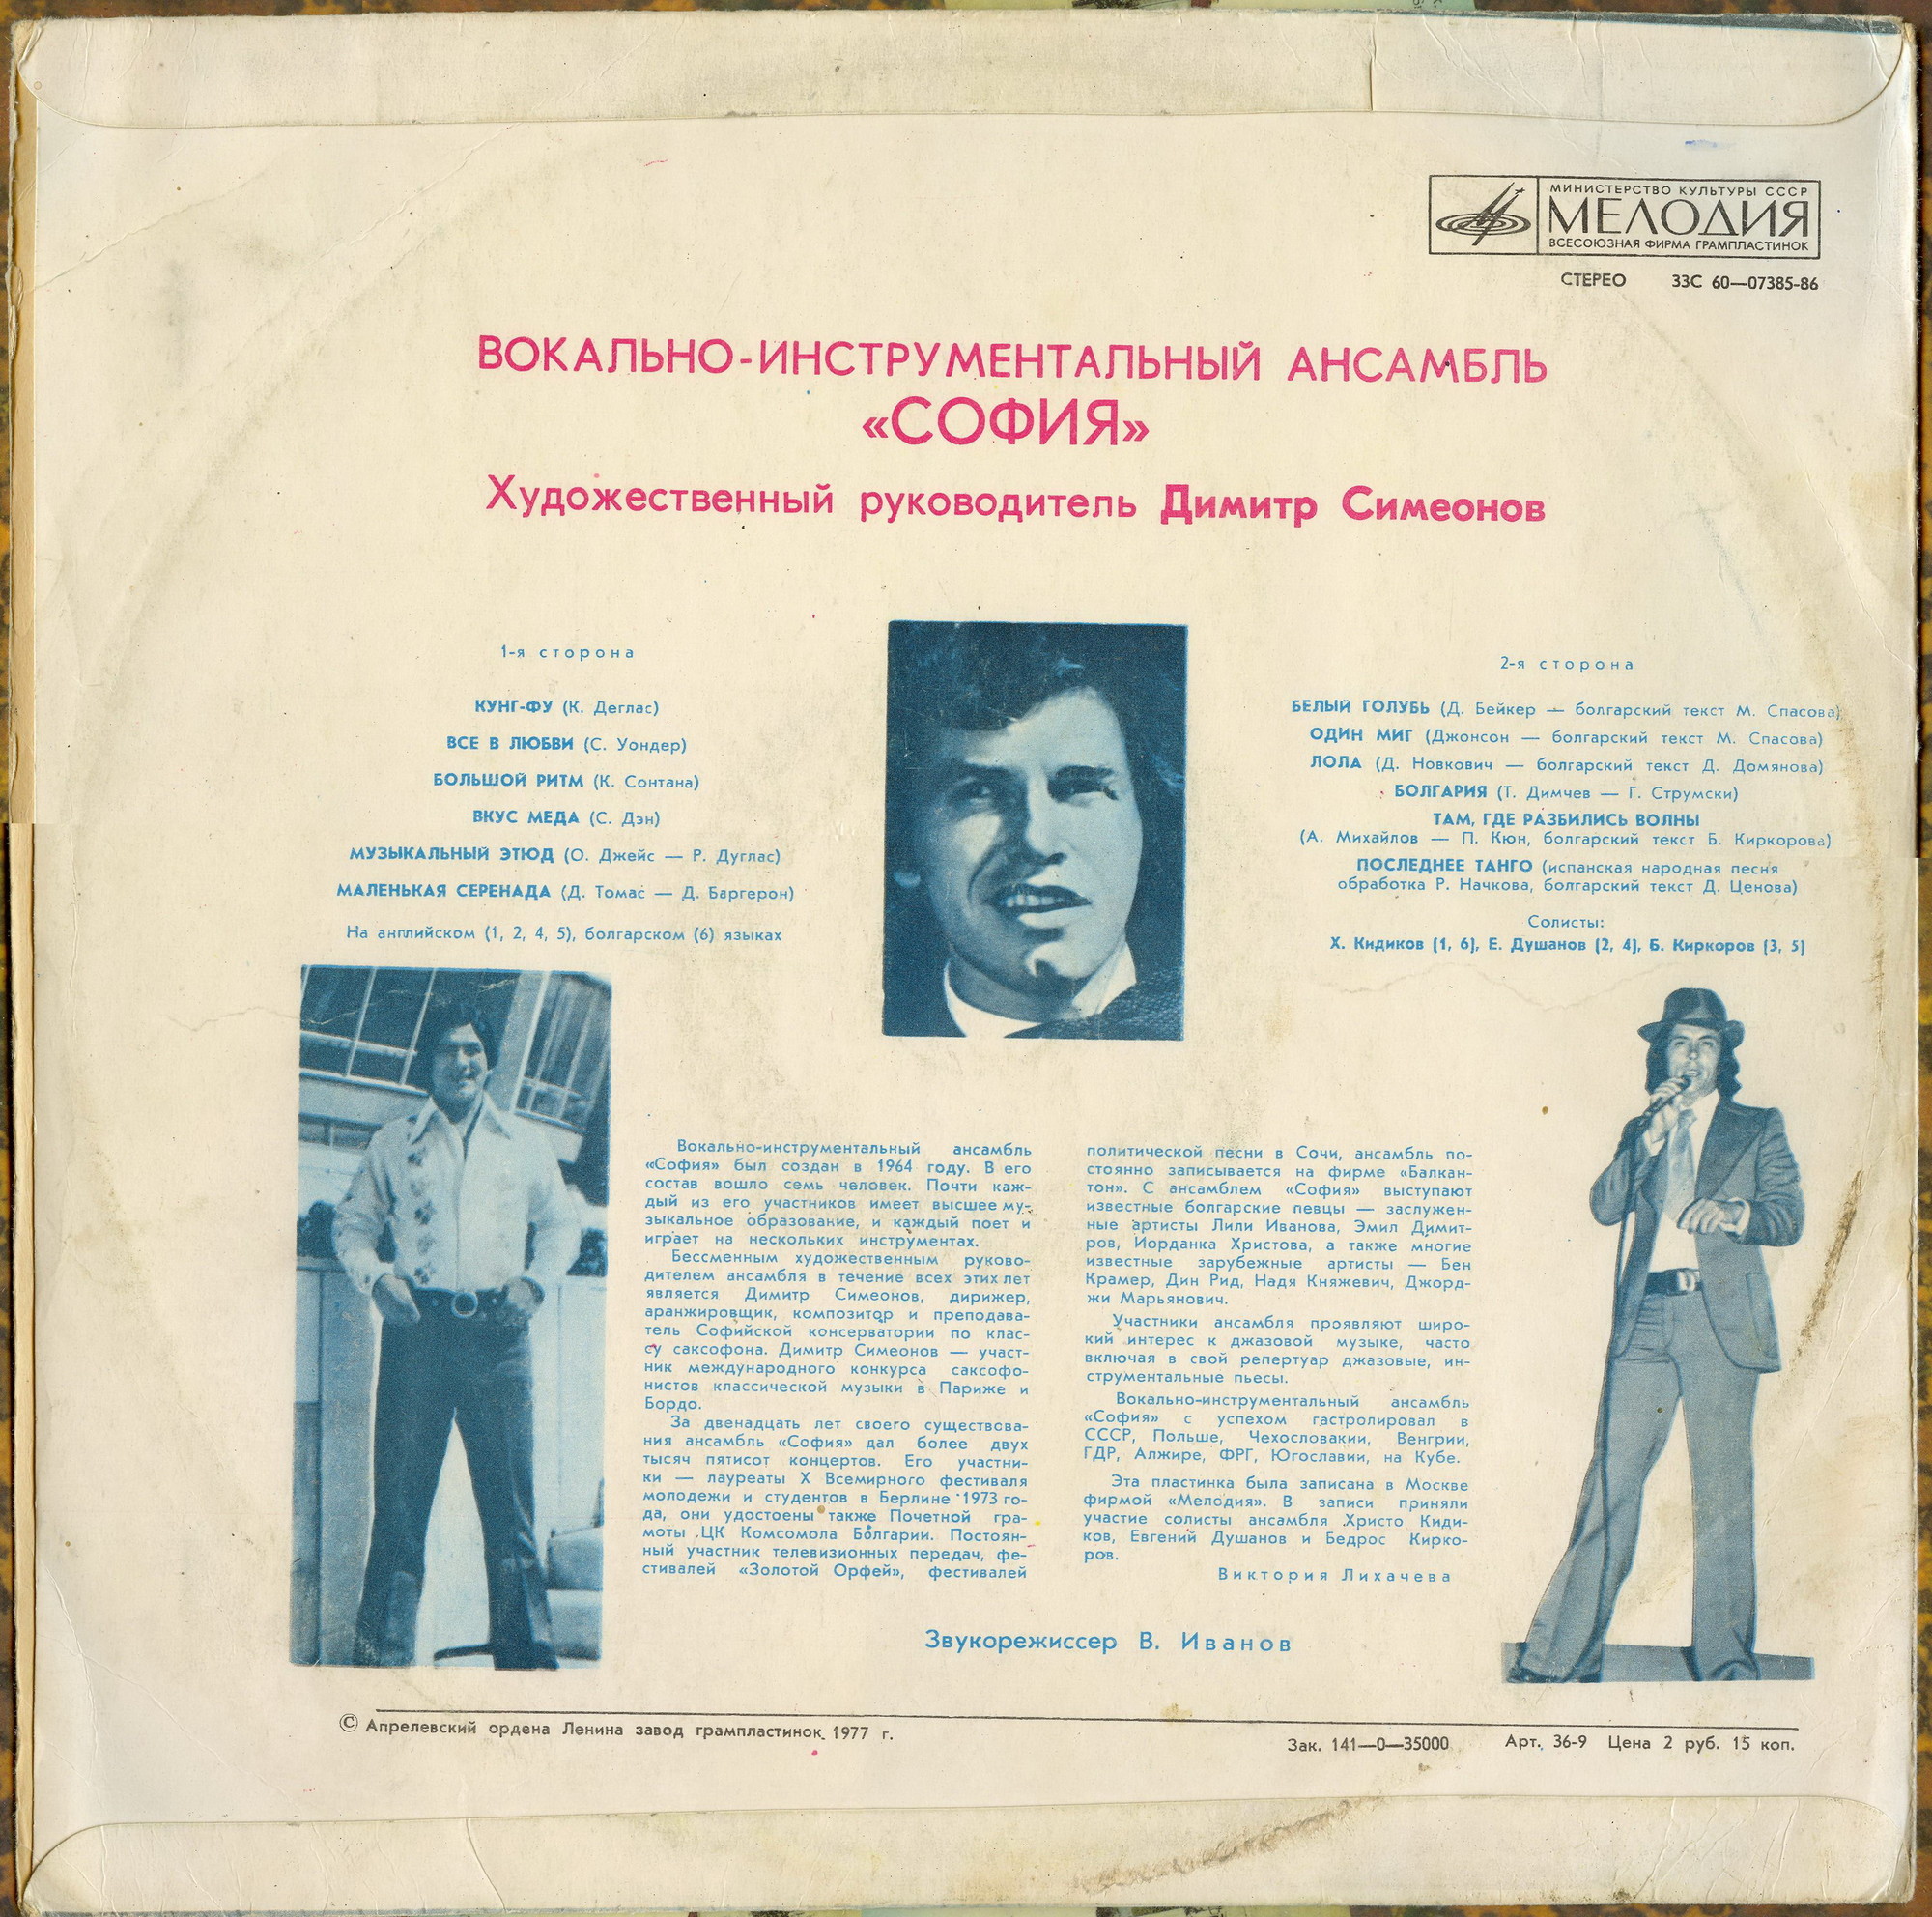 МИНИСТЕРСТВО КУЛЬТУРЫ СССР
МЕЛОДИЯ
ВСЕСОЮЗНАЯ ФИРМА ГРАМПЛАСТИНОК
СТЕРЕО 33С 60—07385-86
ВОКАЛЬНО-ИНСТРУМЕНТАЛЬНЫЙ АНСАМБЛЬ
«СОФИЯ»
Художественный руководитель Димитр Симеонов
1-я сторона
КУНГ-ФУ (К. Деглас)
ВСЕ В ЛЮБВИ (С. Уондер)
БОЛЬШОЙ РИТМ (К. Сонтана)
ВКУС МЕДА (С. Дэн)
МУЗЫКАЛЬНЫЙ ЭТЮД (О. Джейс — Р. Дуглас)
МАЛЕНЬКАЯ СЕРЕНАДА (Д. Томас — Д. Баргерон)
На английском (1, 2, 4, 5), болгарском (6) языках
2-я сторона
БЕЛЫЙ ГОЛУБЬ (Д. Бейкер — болгарский текст М. Спасова)
ОДИН МИГ (Джонсон — болгарский текст М. Спасова)
ЛОЛА (Д. Новкович — болгарский текст Д. Домянова)
БОЛГАРИЯ (Т. Димчев — Г. Струмски)
ТАМ, ГДЕ РАЗБИЛИСЬ ВОЛНЫ
(А. Михайлов — П. Кюн, болгарский текст Б. Киркорова)
ПОСЛЕДНЕЕ ТАНГО (испанская народная песня
обработка Р. Начкова, болгарский текст Д. Ценова)
Солисты:
Х. Кидиков (1, 6), Е. Душанов (2, 4), Б. Киркоров (3, 5)
Вокально-инструментальный ансамбль
«София» был создан в 1964 году. В его
состав вошло семь человек. Почти каж-
дый из его участников имеет высшее му-
зыкальное образование, и каждый поет и
играет на нескольких инструментах.
Бессменным художественным руково-
дителем ансамбля в течение всех этих лет
является Димитр Симеонов, дирижер,
аранжировщик, композитор и преподава-
тель Софийской консерватории по клас-
су саксофона. Димитр Симеонов — участ-
ник международного конкурса саксофо-
нистов классической музыки в Париже и
Бордо.
За двенадцать лет своего существова-
ния ансамбль «София» дал более двух
тысяч пятисот концертов. Его участни-
ки — лауреаты X Всемирного фестиваля
молодежи и студентов в Берлине 1973 го-
да, они удостоены также Почетной гра-
моты ЦК Комсомола Болгарии. Постоян-
ный участник телевизионных передач, фе-
стивалей «Золотой Орфей», фестивалей
политической песни в Сочи, ансамбль по-
стоянно записывается на фирме «Балкан-
тон». С ансамблем «София» выступают
известные болгарские певцы — заслужен-
ные артисты Лили Иванова, Эмил Димит-
ров, Йорданка Христова, а также многие
известные зарубежные артисты — Бен
Крамер, Дин Рид, Надя Княжевич, Джорд-
жи Марьянович.
Участники ансамбля проявляют широ-
кий интерес к джазовой музыке, часто
включая в свой репертуар джазовые, ин-
струментальные пьесы.
Вокально-инструментальный ансамбль
«София» с успехом гастролировал в
СССР, Польше, Чехословакии, Венгрии,
ГДР, Алжире, ФРГ, Югославии, на Кубе.
Эта пластинка была записана в Москве
фирмой «Мелодия». В записи приняли
участие солисты ансамбля Христо Киди-
ков, Евгений Душанов и Бедрос Кирко-
ров.
Виктория Лихачева
Звукорежиссер В. Иванов
© Апрелевский ордена Ленина завод грампластинок. 1977 г.
Зак. 141—0—35000 Арт. 36-9 Цена 2 руб. 15 коп.